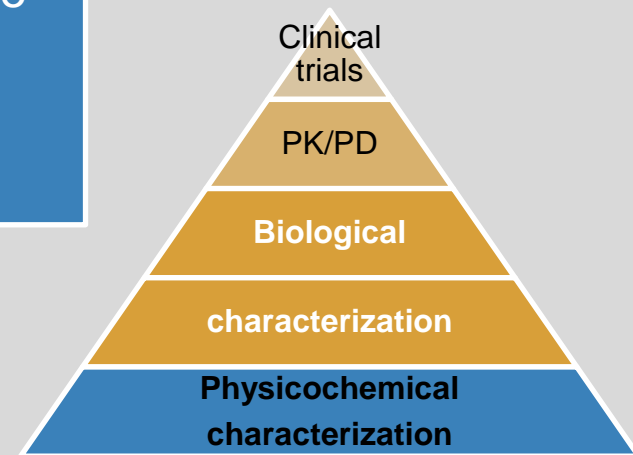 Clinical
trials
PK/PD
Biological
characterization
Physicochemical
characterization